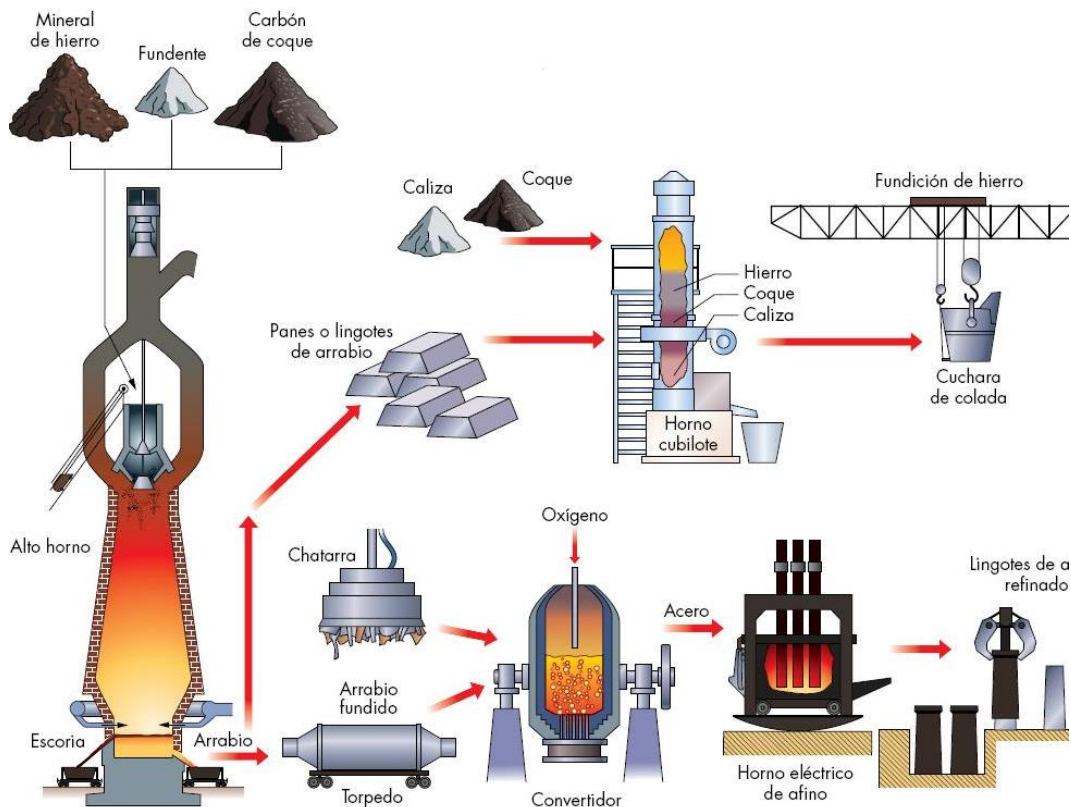 Mineral
de hierro
Fundente
Carbón
de coque
Caliza
Coque
Fundición de hierro
Hierro
Coque
Caliza
Panes o lingotes
de arrabio
Horno
cubilote
Cuchara
de colada
Alto horno
Chatarra
Oxígeno
Acero
Lingotes de a
refinado
Arrabio
fundido
Escoria
Arrabio
Torpedo
Convertidor
Horno eléctrico
de afino